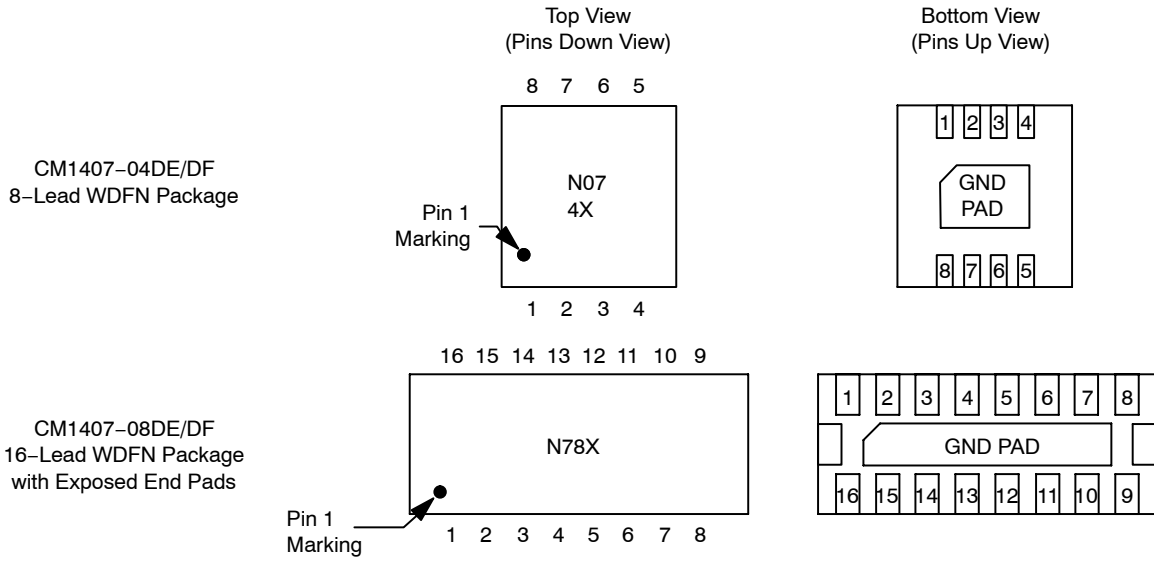 Top View
(Pins Down View)
Bottom View
(Pins Up View)
8 7 6 5
1 2 3 4
CM1407–04DE/DF
8–Lead WDFN Package
N07
4X
GND
PAD
Pin 1
Marking
8 7 6 5
1 2 3 4
16 15 14 13 12 11 10 9
1 2 3 4 5 6 7 8
CM1407–08DE/DF
16–Lead WDFN Package
with Exposed End Pads
N78X
GND PAD
16 15 14 13 12 11 10 9
Pin 1
Marking
1 2 3 4 5 6 7 8